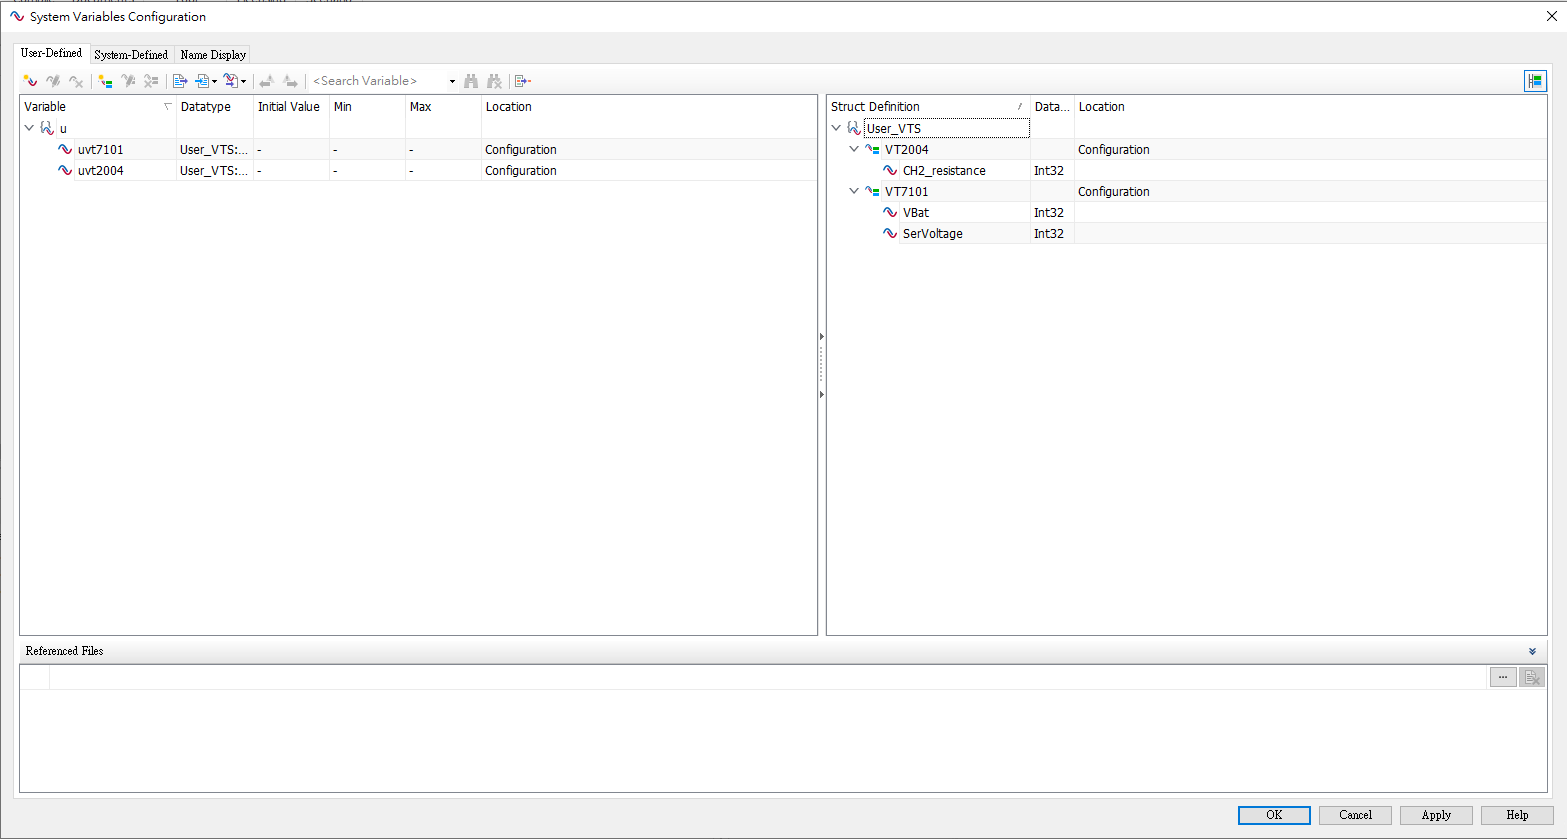 System Variables Configuration
User-Defined System-Defined Name Display
<Search Variable>
Variable Datatype Initial Value Min Max Location
u
uvt7101 User_VTS:... - - - Configuration
uvt2004 User_VTS:... - - - Configuration
Struct Definition Data... Location
User_VTS
VT2004 Configuration
CH2_resistance Int32
VT7101 Configuration
VBat Int32
SerVoltage Int32
Referenced Files
...
OK Cancel Apply Help